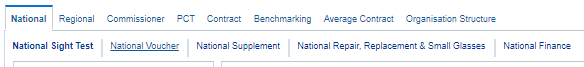 National Regional Commissioner PCT Contract Benchmarking Average Contract Organisation Structure
National Sight Test National Voucher National Supplement National Repair, Replacement & Small Glasses National Finance